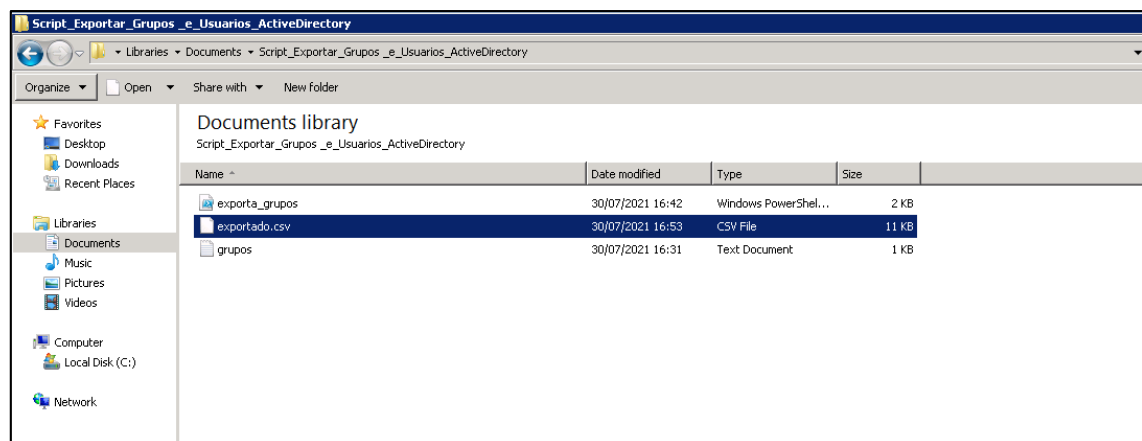 Script_Exportar_Grupos _e_Usuarios_ActiveDirectory
Libraries Documents Script_Exportar_Grupos _e_Usuarios_ActiveDirectory
Organize Open Share with New folder
Favorites
Desktop
Downloads
Recent Places
Libraries
Documents
Music
Pictures
Videos
Computer
Local Disk (C:)
Network
Documents library
Script_Exportar_Grupos _e_Usuarios_ActiveDirectory
Name Date modified Type Size
exporta_grupos 30/07/2021 16:42 Windows PowerShel... 2 KB
exportado.csv 30/07/2021 16:53 CSV File 11 KB
grupos 30/07/2021 16:31 Text Document 1 KB